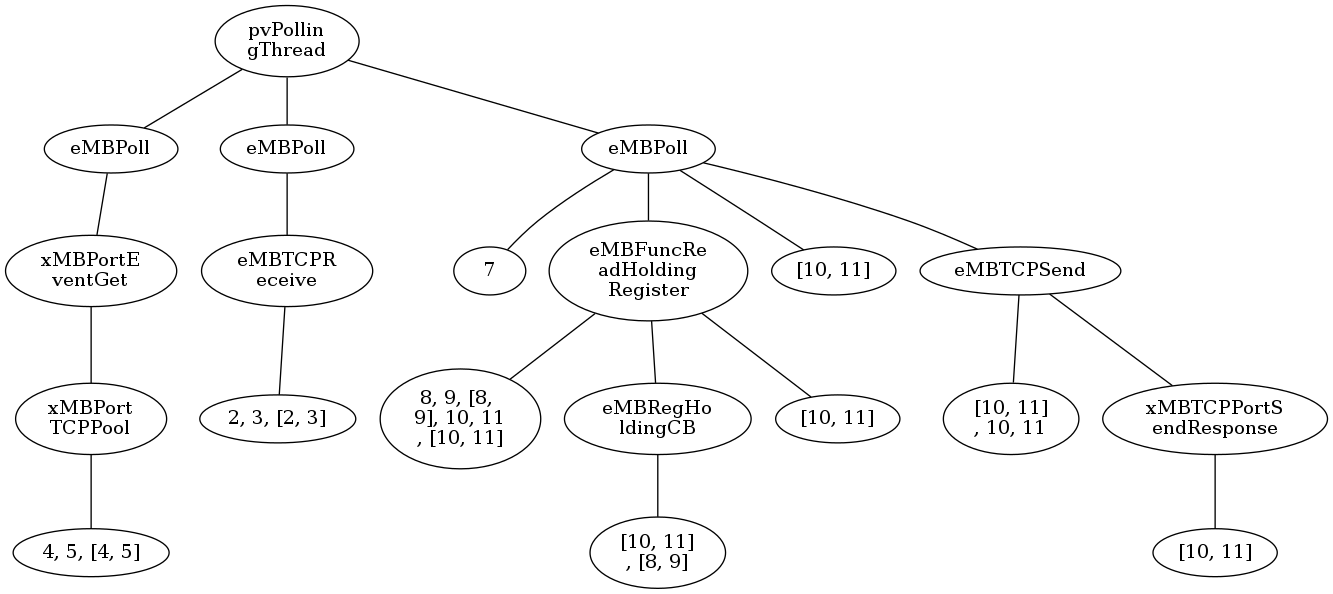 pvPollin
gThread
eMBPoll
eMBPoll
eMBPoll
xMBPortE
ventGet
eMBTCPR
eceive
7
eMBFuncRe
adHolding
Register
[10, 11]
eMBTCPSend
xMBPort
TCPPool
2, 3, [2, 3]
8, 9, [8,
9], 10, 11
, [10, 11]
eMBRegHo
ldingCB
[10, 11]
[10, 11]
, 10, 11
xMBTCPPortS
endResponse
4, 5, [4, 5]
[10, 11]
, [8, 9]
[10, 11]